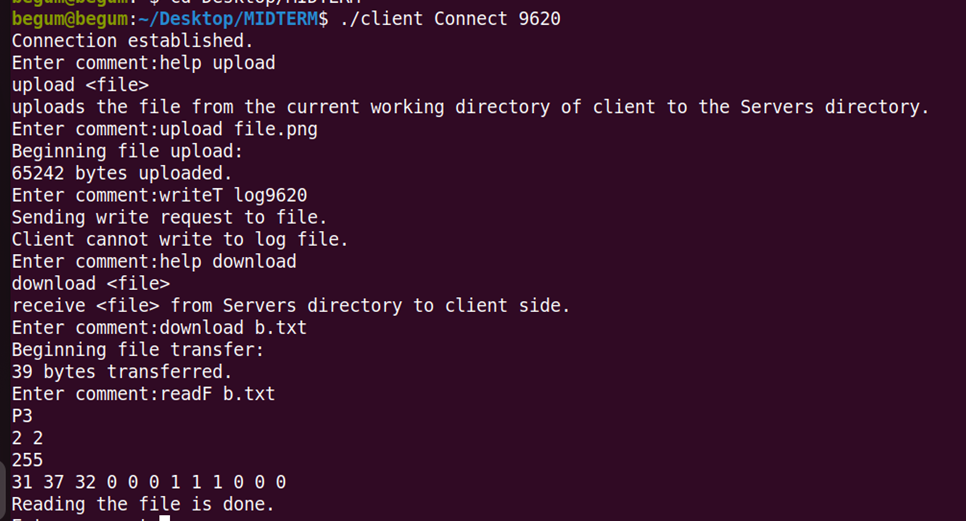 begum@begum:~$ cd Desktop/MIDTERM
begum@begum:~/Desktop/MIDTERM$ ./client Connect 9620
Connection established.
Enter comment:help upload
upload <file>
uploads the file from the current working directory of client to the Servers directory.
Enter comment:upload file.png
Beginning file upload:
65242 bytes uploaded.
Enter comment:writeT log9620
Sending write request to file.
Client cannot write to log file.
Enter comment:help download
download <file>
receive <file> from Servers directory to client side.
Enter comment:download b.txt
Beginning file transfer:
39 bytes transferred.
Enter comment:readF b.txt
P3
2 2
255
31 37 32 0 0 0 1 1 1 0 0 0
Reading the file is done.